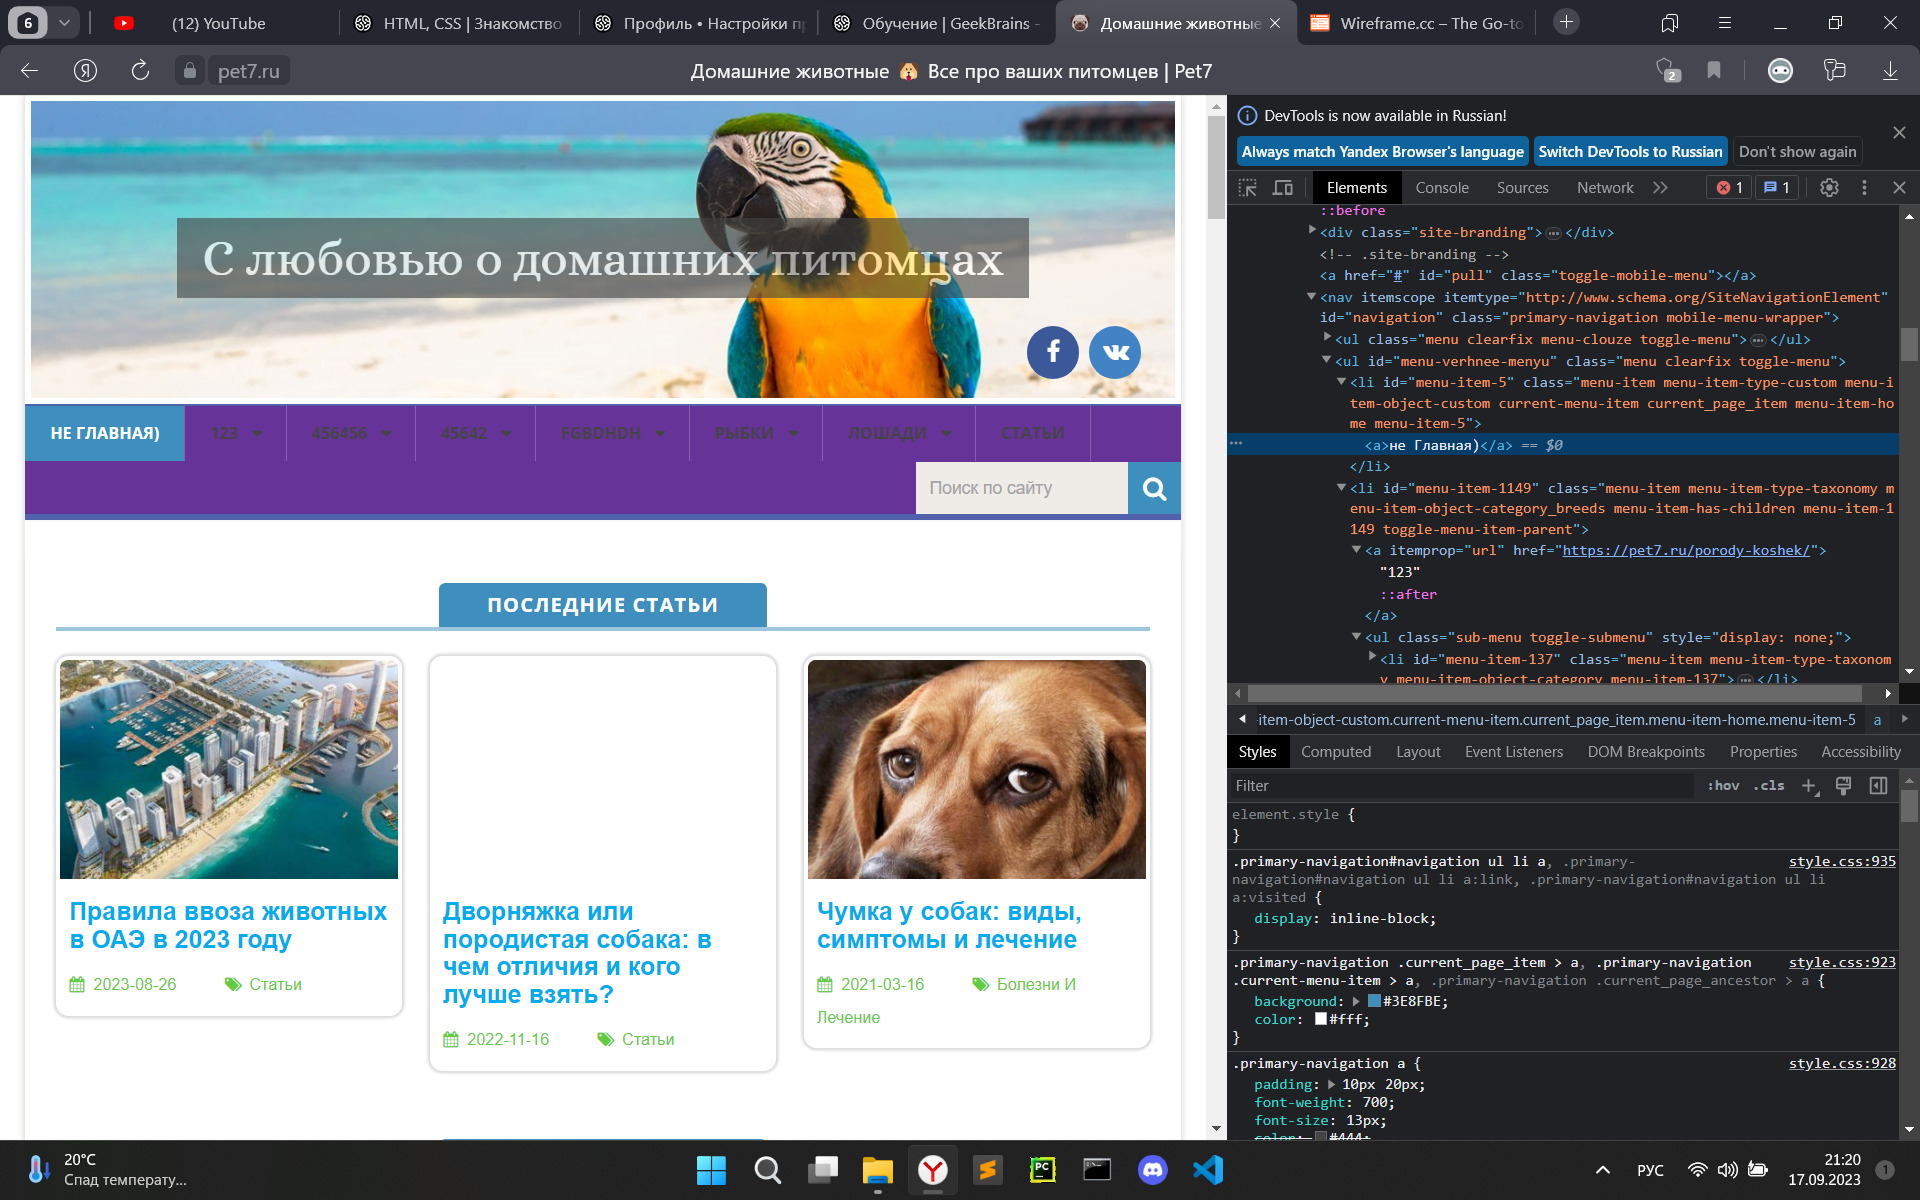 6
(12) YouTube
HTML, CSS | Знакомство
Профиль • Настройки пр
Обучение | GeekBrains -
Домашние животные
Wireframe.cc – The Go-to
pet7.ru
Домашние животные Все про ваших питомцев | Pet7
2
С любовью о домашних питомцах
НЕ ГЛАВНАЯ)
123
456456
45642
FGBDHDH
РЫБКИ
ЛОШАДИ
СТАТЬИ
Поиск по сайту
ПОСЛЕДНИЕ СТАТЬИ
Правила ввоза животных
в ОАЭ в 2023 году
2023-08-26 Статьи
Дворняжка или
породистая собака: в
чем отличия и кого
лучше взять?
2022-11-16 Статьи
Чумка у собак: виды,
симптомы и лечение
2021-03-16 Болезни И
Лечение
DevTools is now available in Russian!
Always match Yandex Browser's language
Switch DevTools to Russian
Don't show again
Elements
Console
Sources
Network
1
1
::before
<div class="site-branding">…</div>
<!-- .site-branding -->
<a href="#" id="pull" class="toggle-mobile-menu"></a>
<nav itemscope itemtype="http://www.schema.org/SiteNavigationElement"
id="navigation" class="primary-navigation mobile-menu-wrapper">
<ul class="menu clearfix menu-clouze toggle-menu">…</ul>
<ul id="menu-verhnee-menyu" class="menu clearfix toggle-menu">
<li id="menu-item-5" class="menu-item menu-item-type-custom menu-i
tem-object-custom current-menu-item current_page_item menu-item-ho
me menu-item-5">
<a>не Главная)</a> == $0
</li>
<li id="menu-item-1149" class="menu-item menu-item-type-taxonomy m
enu-item-object-category_breeds menu-item-has-children menu-item-1
149 toggle-menu-item-parent">
<a itemprop="url" href="https://pet7.ru/porody-koshek/">
"123"
::after
</a>
<ul class="sub-menu toggle-submenu" style="display: none;">
<li id="menu-item-137" class="menu-item menu-item-type-taxonom
y menu-item-object-category menu-item-137">…</li>
-item-object-custom.current-menu-item.current_page_item.menu-item-home.menu-item-5 a
Styles
Computed
Layout
Event Listeners
DOM Breakpoints
Properties
Accessibility
Filter
:hov .cls
element.style {
}
.primary-navigation#navigation ul li a, .primary- style.css:935
navigation#navigation ul li a:link, .primary-navigation#navigation ul li
a:visited {
display: inline-block;
}
.primary-navigation .current_page_item > a, .primary-navigation style.css:923
.current-menu-item > a, .primary-navigation .current_page_ancestor > a {
background: #3E8FBE;
color: #fff;
}
.primary-navigation a { style.css:928
padding: 10px 20px;
font-weight: 700;
font-size: 13px;
color: #444;
20°C
Спад температу...
PC
РУС
21:20
17.09.2023
1